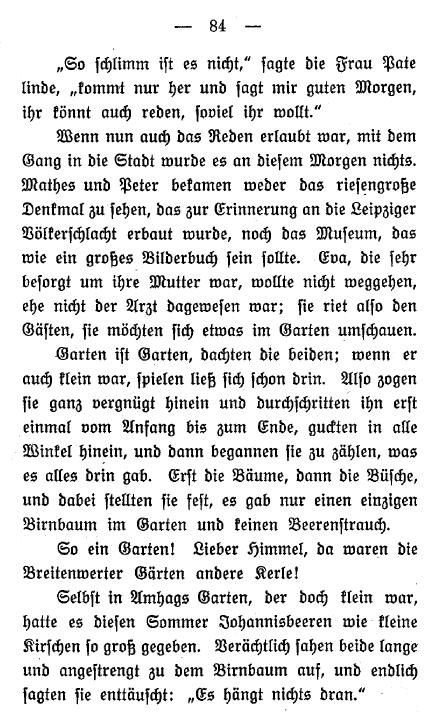 — 84 —
„So schlimm ist es nicht,“ sagte die Frau Pate
linde, „kommt nur her und sagt mir guten Morgen,
ihr könnt auch reden, soviel ihr wollt.“
Wenn nun auch das Reden erlaubt war, mit dem
Gang in die Stadt wurde es an diesem Morgen nichts.
Mathes und Peter bekamen weder das riesengroße
Denkmal zu sehen, das zur Erinnerung an die Leipziger
Völkerschlacht erbaut wurde, noch das Museum, das
wie ein großes Bilderbuch sein sollte. Eva, die sehr
besorgt um ihre Mutter war, wollte nicht weggehen,
ehe nicht der Arzt dagewesen war; sie riet also den
Gästen, sie möchten sich etwas im Garten umschauen.
Garten ist Garten, dachten die beiden; wenn er
auch klein war, spielen ließ sich schon drin. Also zogen
sie ganz vergnügt hinein und durchschritten ihn erst
einmal vom Anfang bis zum Ende, guckten in alle
Winkel hinein, und dann begannen sie zu zählen, was
es alles drin gab. Erst die Bäume, dann die Büsche,
und dabei stellten sie fest, es gab nur einen einzigen
Birnbaum im Garten und keinen Beerenstrauch.
So ein Garten! Lieber Himmel, da waren die
Breitenwerter Gärten andere Kerle!
Selbst in Amhags Garten, der doch klein war,
hatte es diesen Sommer Johannisbeeren wie kleine
Kirschen so groß gegeben. Verächtlich sahen beide lange
und angestrengt zu dem Birnbaum auf, und endlich
sagten sie enttäuscht: „Es hängt nichts dran.“